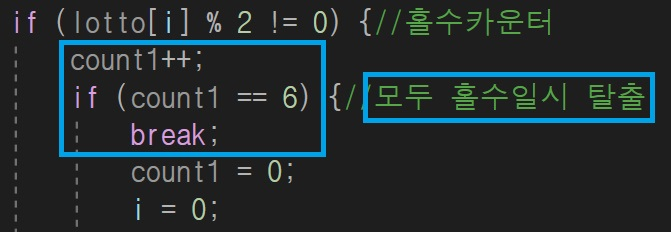 if (lotto[i] % 2 != 0) {//홀수카운터
count1++;
if (count1 == 6) {//모두 홀수일시 탈출
break;
count1 = 0;
i = 0;